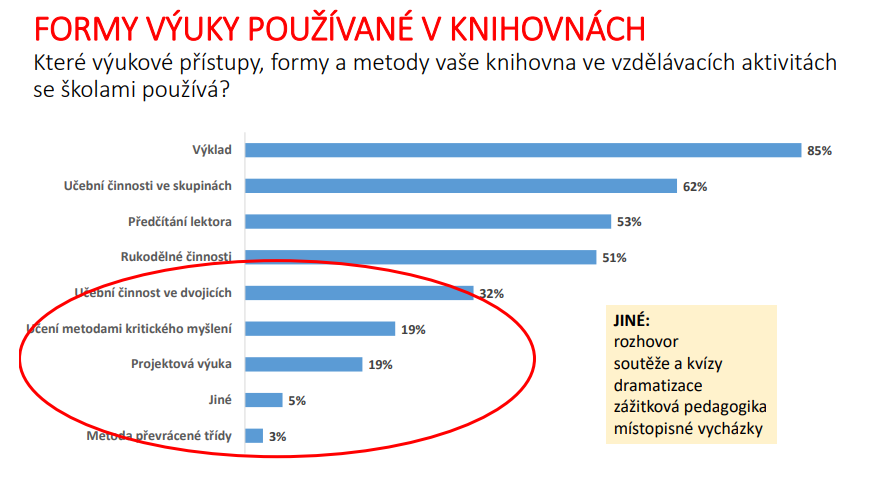 FORMY VÝUKY POUŽÍVANÉ V KNIHOVNÁCH
Které výukové přístupy, formy a metody vaše knihovna ve vzdělávacích aktivitách
se školami používá?
Výklad 85%
Učební činnosti ve skupinách 62%
Předčítání lektora 53%
Rukodělné činnosti 51%
Učební činnost ve dvojicích 32%
Učení metodami kritického myšlení 19%
Projektová výuka 19%
Jiné 5%
Metoda převrácené třídy 3%
JINÉ:
rozhovor
soutěže a kvízy
dramatizace
zážitková pedagogika
místopisné vycházky